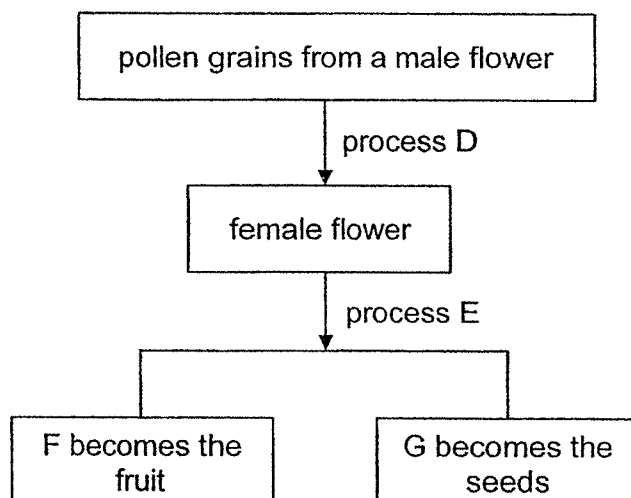 pollen grains from a male flower
process D
female flower
process E
F becomes the
fruit
G becomes the
seeds